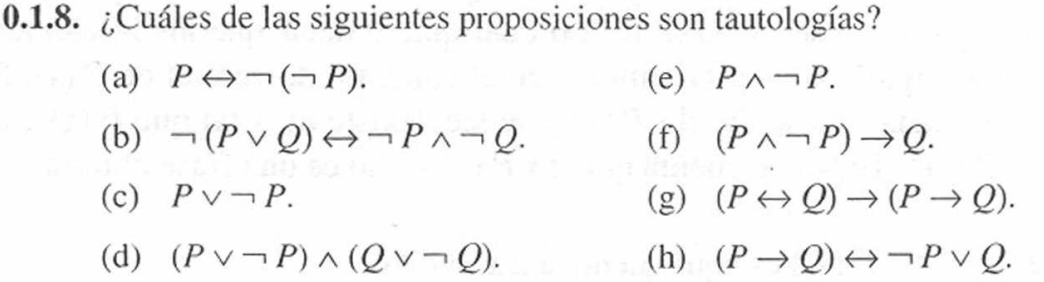 0.1.8. ¿Cuáles de las siguientes proposiciones son tautologías?
(a) P ↔ ¬ (¬ P).
(e) P ∧ ¬ P.
(b) ¬ (P ∨ Q) ↔ ¬ P ∧ ¬ Q.
(f) (P ∧ ¬ P) → Q.
(c) P ∨ ¬ P.
(g) (P ↔ Q) → (P → Q).
(d) (P ∨ ¬ P) ∧ (Q ∨ ¬ Q).
(h) (P → Q) ↔ ¬ P ∨ Q.